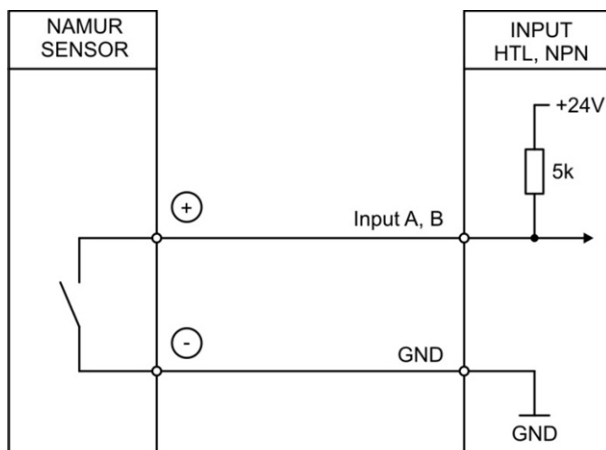 NAMUR
SENSOR
INPUT
HTL, NPN
+24V
5k
+
Input A, B
-
GND
GND